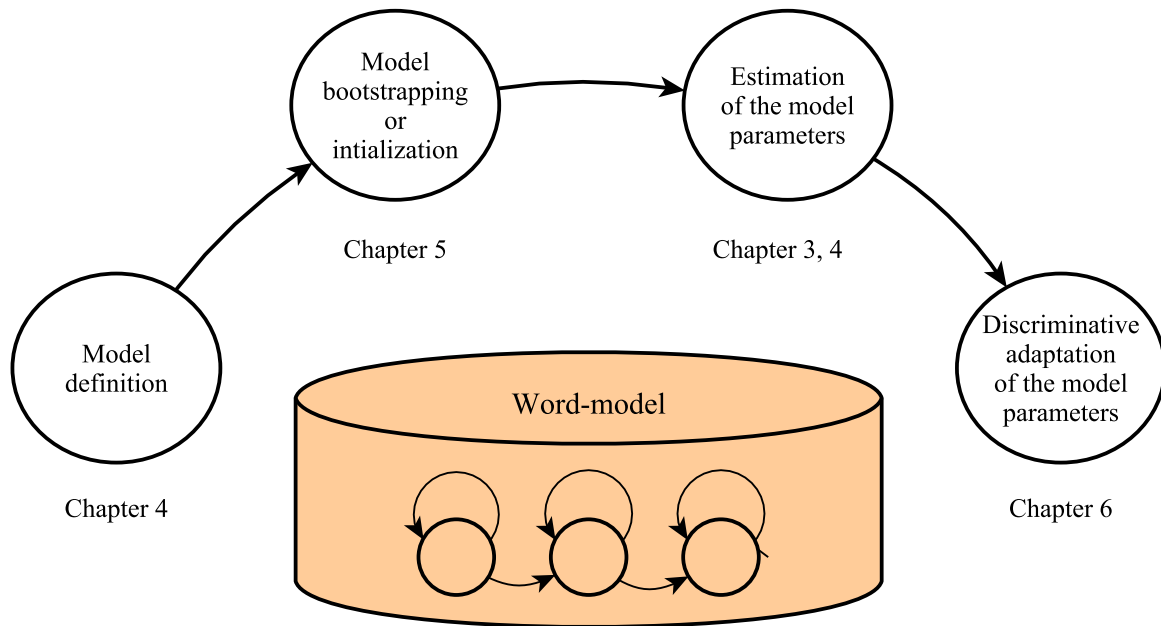 Model
bootstrapping
or
intialization
Estimation
of the model
parameters
Chapter 5
Chapter 3, 4
Model
definition
Discriminative
adaptation
of the model
parameters
Word-model
Chapter 4
Chapter 6